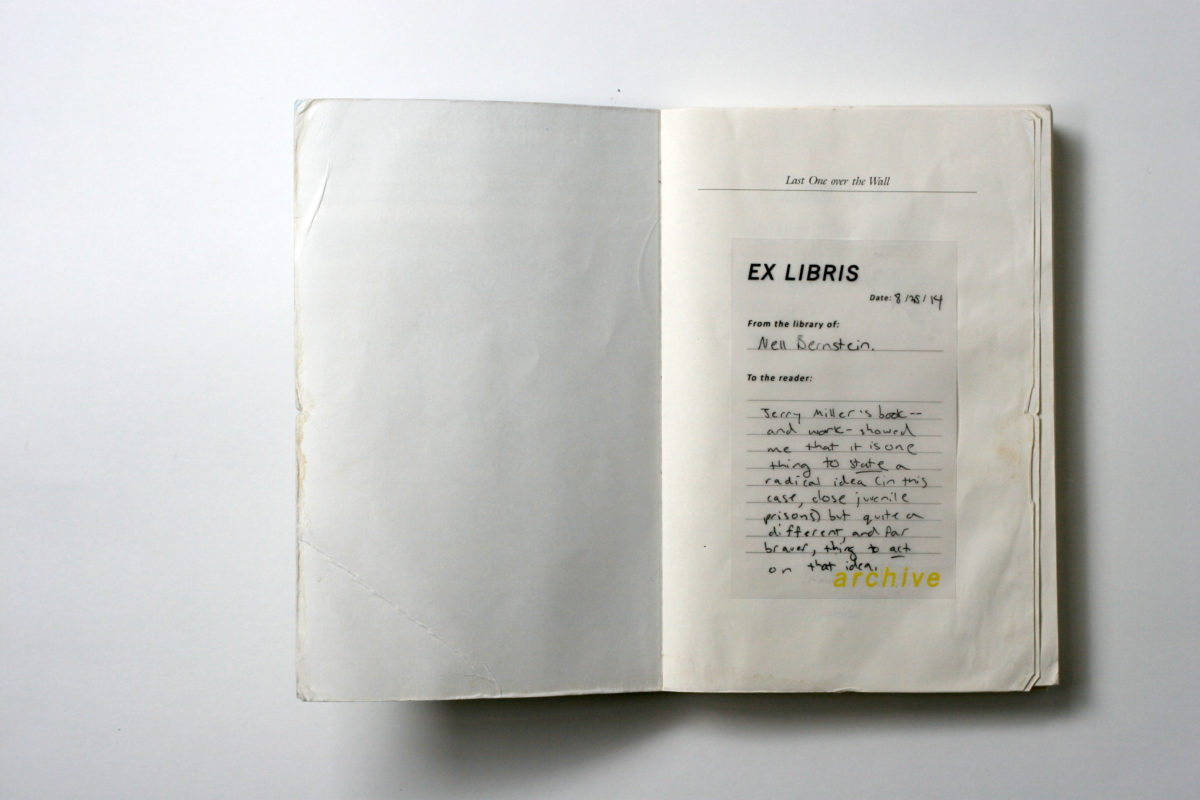 Last One over the Wall
EX LIBRIS
Date: 8/28/14
From the library of:
Nell Bernstein.
To the reader:
Jerry Miller's book--
and work- showed
me that it is one
thing to state a
radical idea (in this
case, close juvenile
prisons) but quite a
different, and far
braver, thing to act
on that idea.
archive